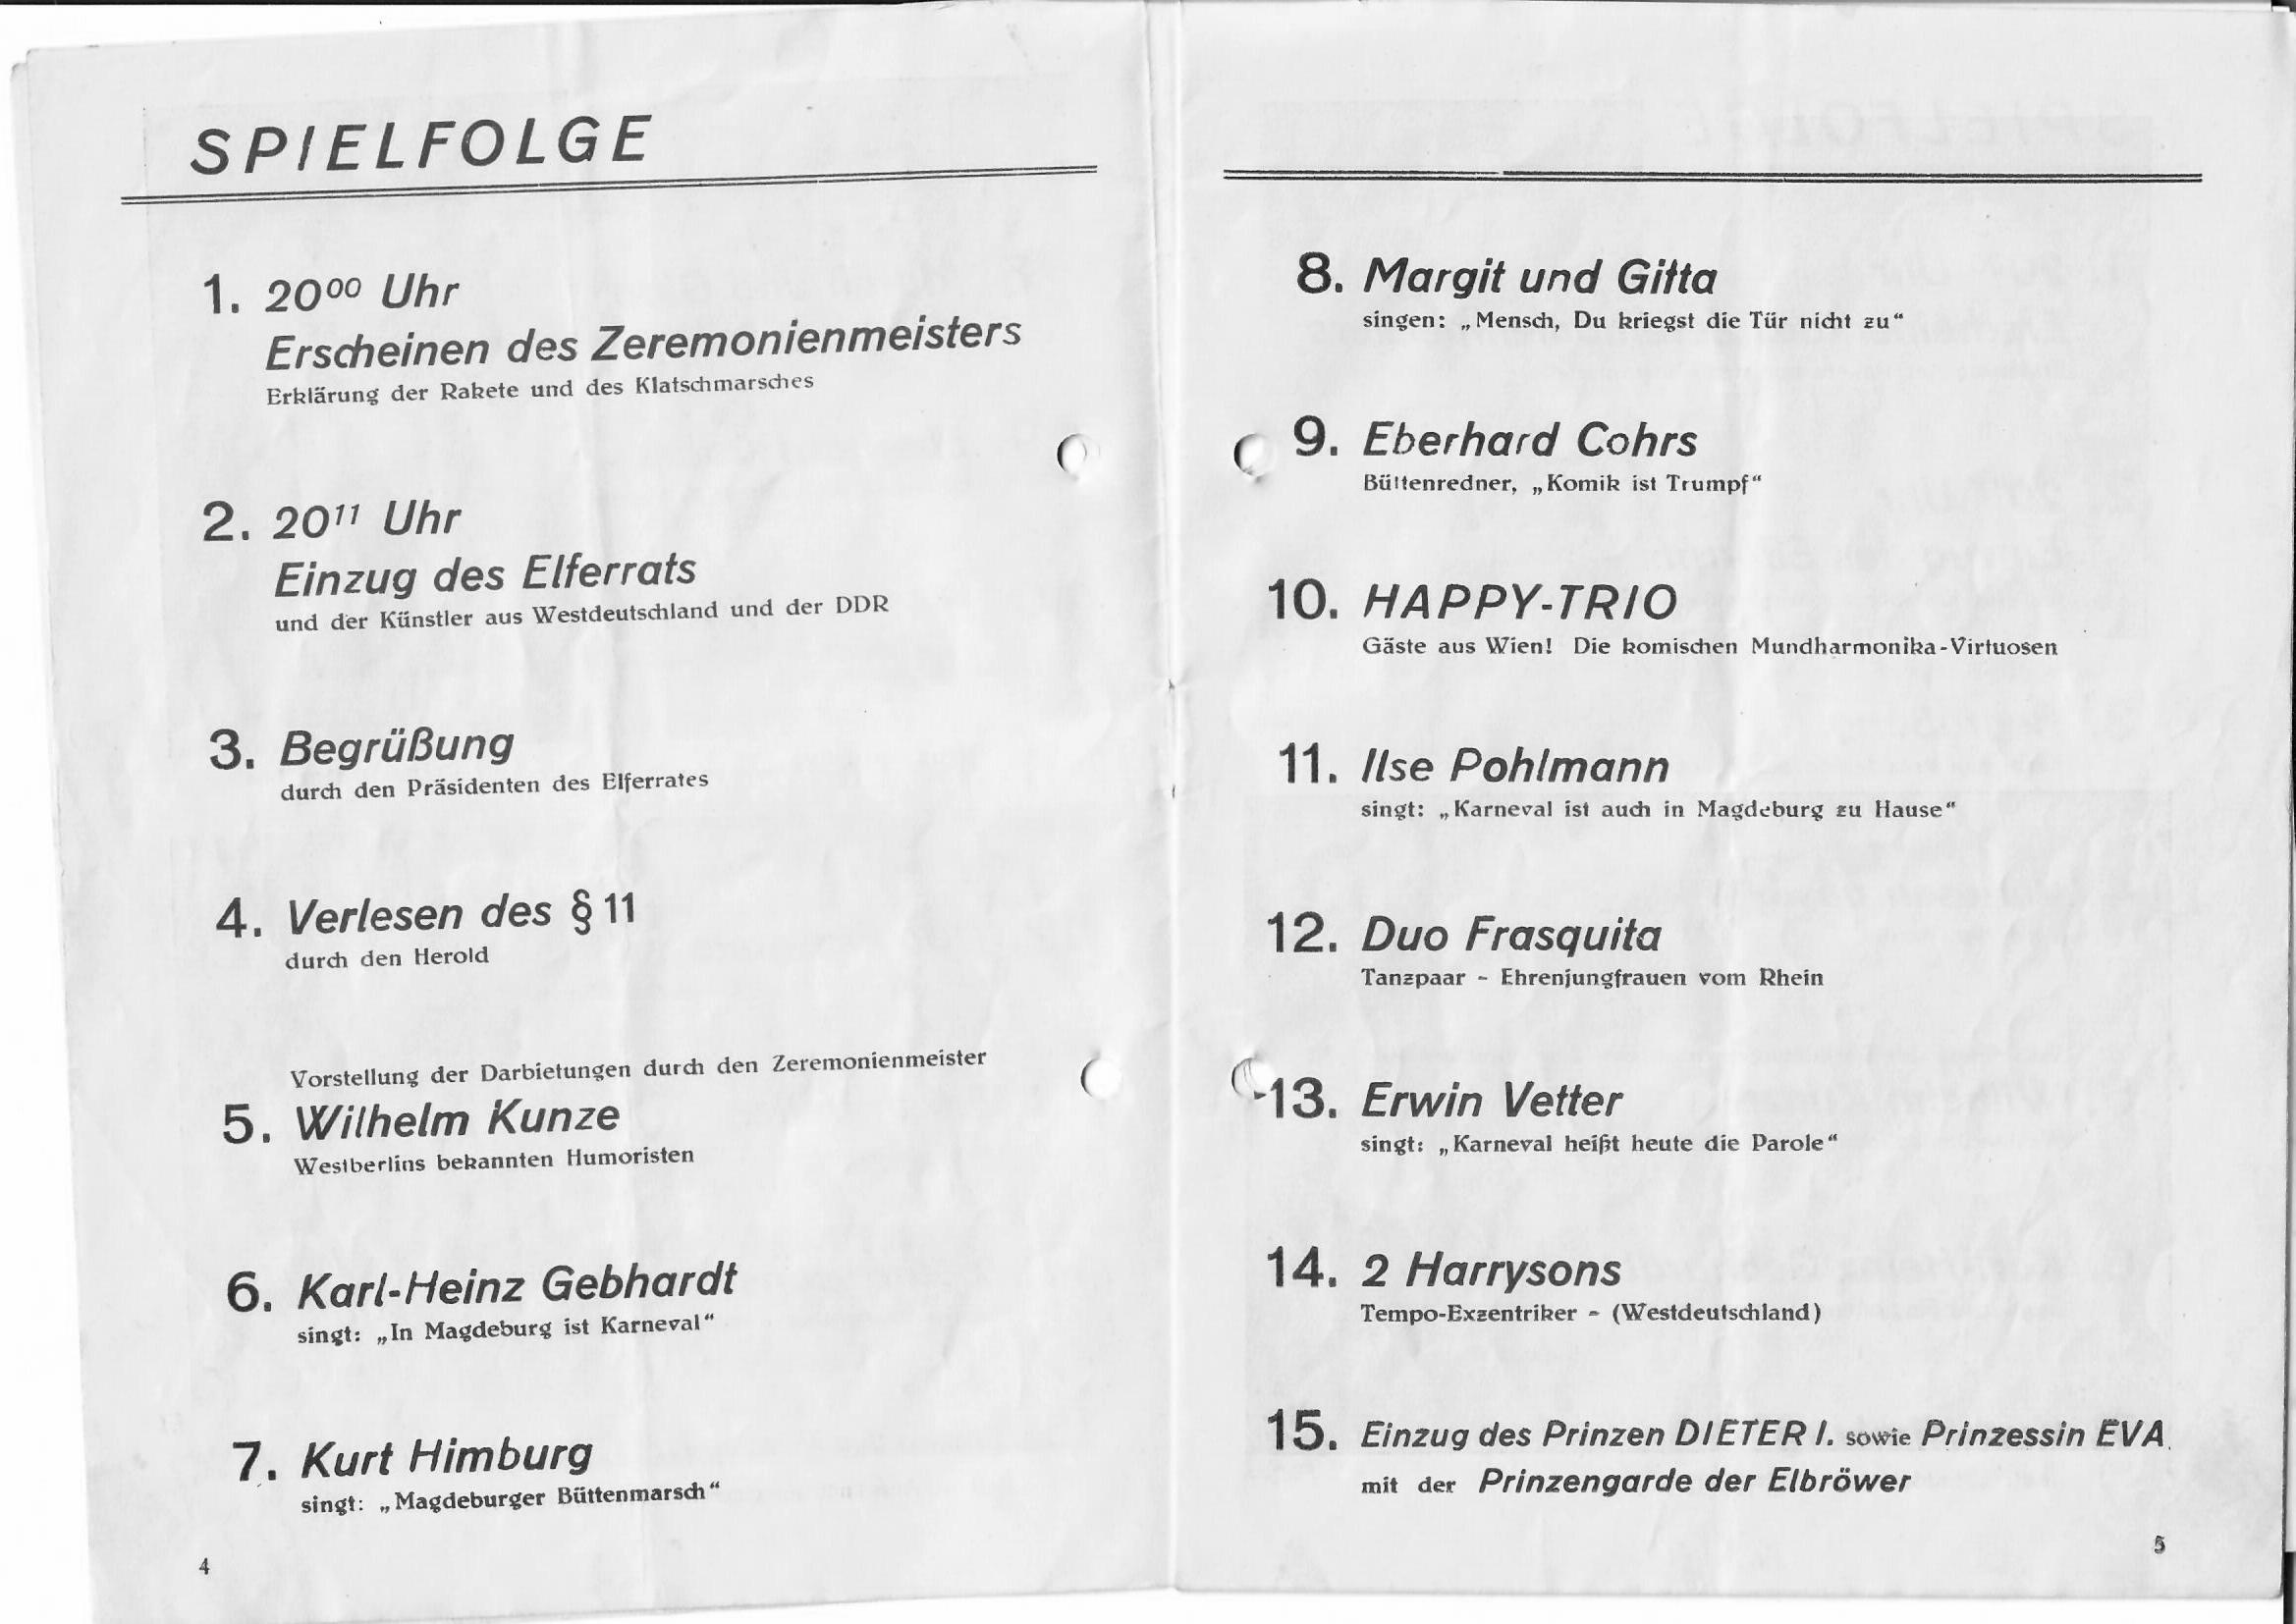 SPIELFOLGE
1. 20⁰⁰ Uhr
Erscheinen des Zeremonienmeisters
Erklärung der Rakete und des Klatschmarsches
2. 20¹¹ Uhr
Einzug des Elferrats
und der Künstler aus Westdeutschland und der DDR
3. Begrüßung
durch den Präsidenten des Elferrates
4. Verlesen des § 11
durch den Herold
Vorstellung der Darbietungen durch den Zeremonienmeister
5. Wilhelm Kunze
Westberlins bekannten Humoristen
6. Karl-Heinz Gebhardt
singt: „In Magdeburg ist Karneval“
7. Kurt Himburg
singt: „Magdeburger Büttenmarsch“
4
8. Margit und Gitta
singen: „Mensch, Du kriegst die Tür nicht zu“
9. Eberhard Cohrs
Büttenredner, „Komik ist Trumpf“
10. HAPPY-TRIO
Gäste aus Wien! Die komischen Mundharmonika-Virtuosen
11. Ilse Pohlmann
singt: „Karneval ist auch in Magdeburg zu Hause“
12. Duo Frasquita
Tanzpaar - Ehrenjungfrauen vom Rhein
13. Erwin Vetter
singt: „Karneval heißt heute die Parole“
14. 2 Harrysons
Tempo-Exzentriker - (Westdeutschland)
15. Einzug des Prinzen DIETER I. sowie Prinzessin EVA
mit der Prinzengarde der Elbröwer
5